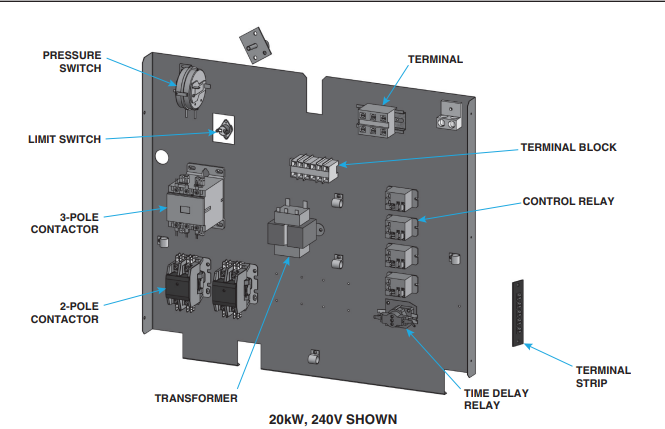 PRESSURE
SWITCH
TERMINAL
LIMIT SWITCH
TERMINAL BLOCK
3-POLE
CONTACTOR
CONTROL RELAY
2-POLE
CONTACTOR
TRANSFORMER
TIME DELAY
RELAY
TERMINAL
STRIP
20kW, 240V SHOWN